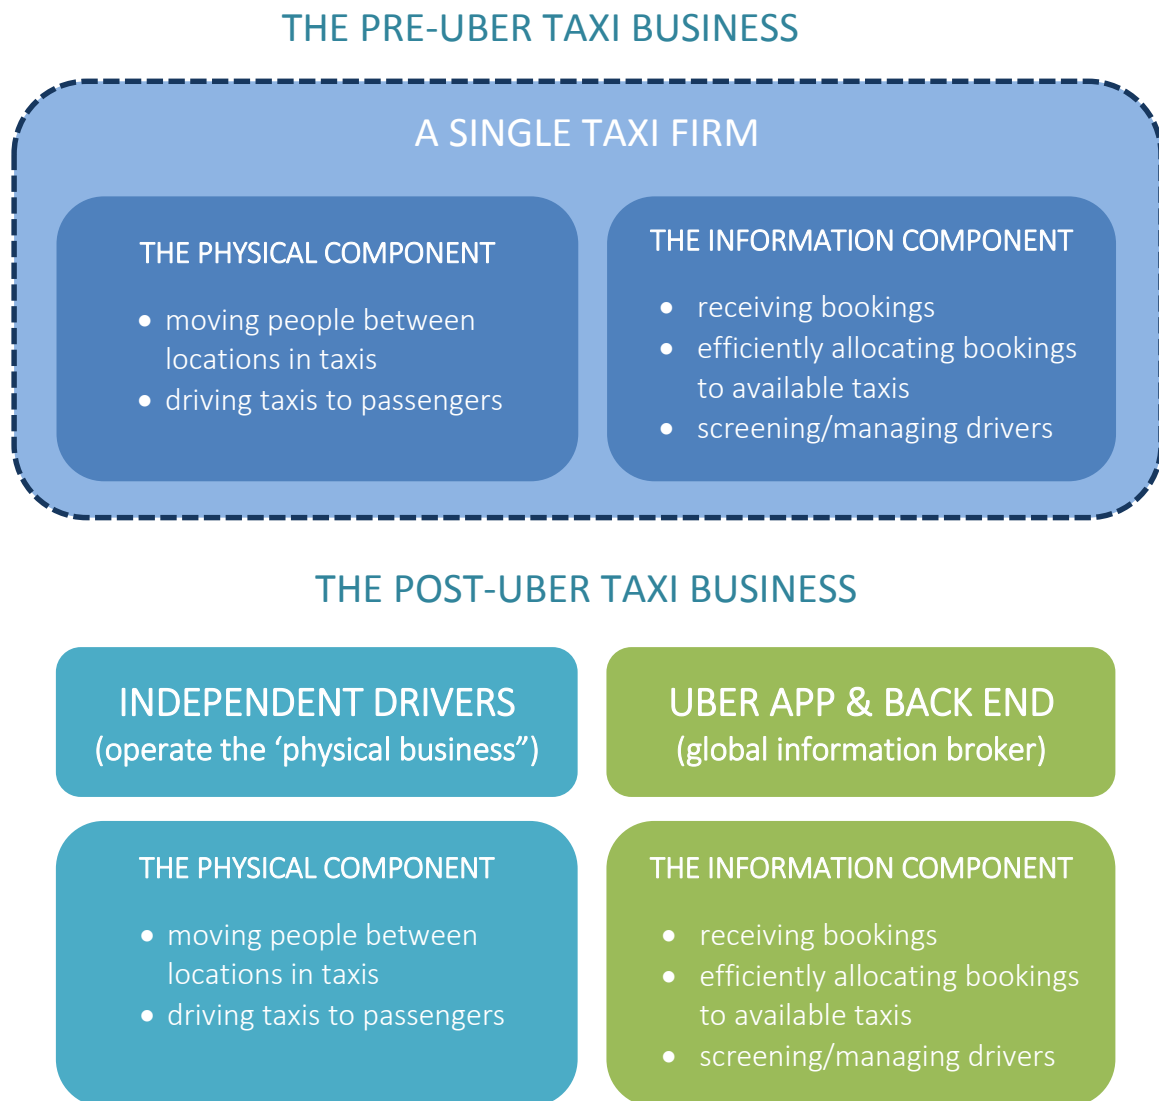 THE PRE-UBER TAXI BUSINESS
A SINGLE TAXI FIRM
THE PHYSICAL COMPONENT
• moving people between
locations in taxis
• driving taxis to passengers
THE INFORMATION COMPONENT
• receiving bookings
• efficiently allocating bookings
to available taxis
• screening/managing drivers
THE POST-UBER TAXI BUSINESS
INDEPENDENT DRIVERS
(operate the ‘physical business”)
UBER APP & BACK END
(global information broker)
THE PHYSICAL COMPONENT
• moving people between
locations in taxis
• driving taxis to passengers
THE INFORMATION COMPONENT
• receiving bookings
• efficiently allocating bookings
to available taxis
• screening/managing drivers